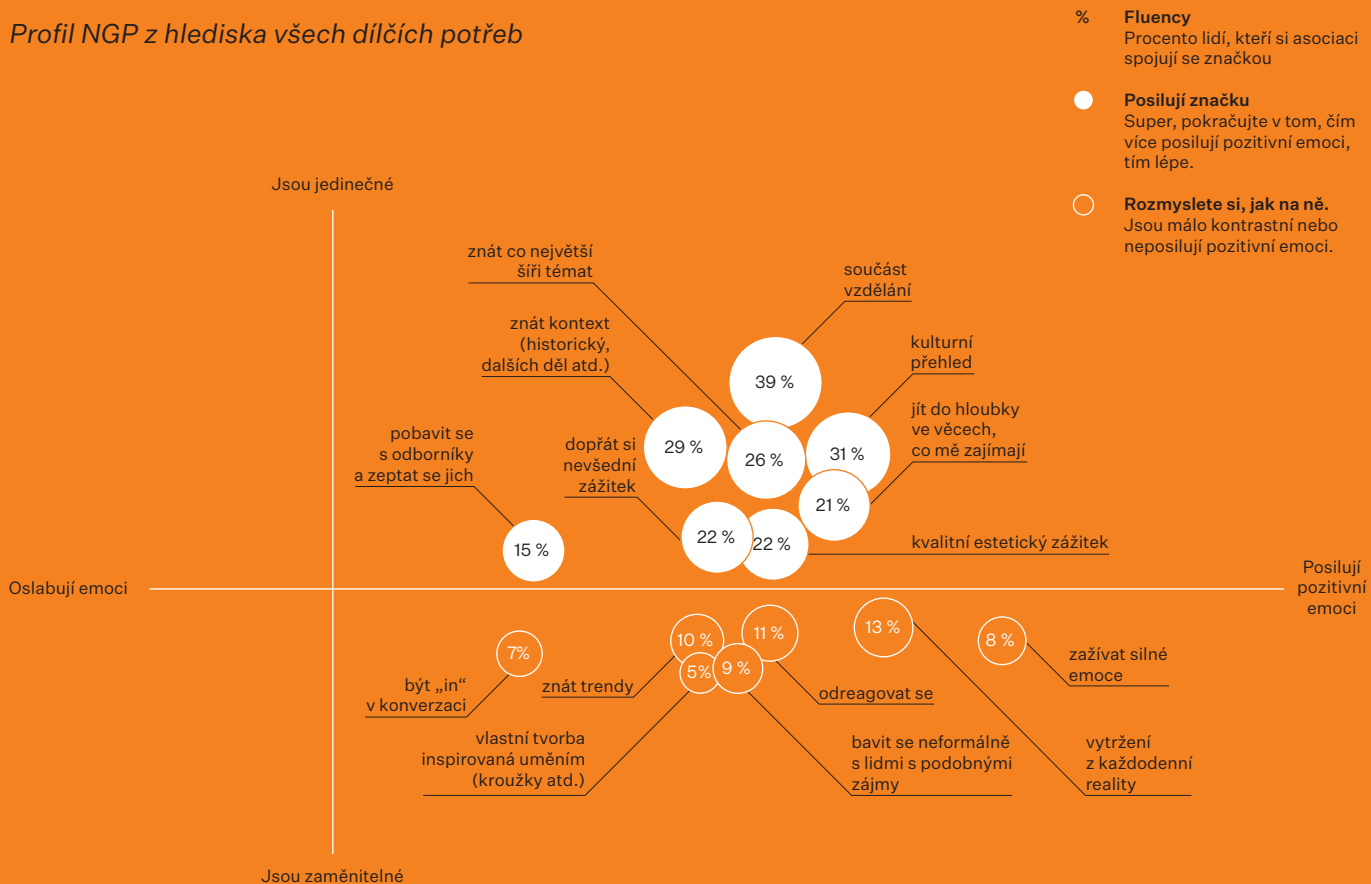 Profil NGP z hlediska všech dílčích potřeb
%
Fluency
Procento lidí, kteří si asociaci
spojují se značkou
Posilují značku
Super, pokračujte v tom, čím
více posilují pozitivní emoci,
tím lépe.
Rozmyslete si, jak na ně.
Jsou málo kontrastní nebo
neposilují pozitivní emoci.
Jsou jedinečné
znát co největší
šíři témat
součást
vzdělání
znát kontext
(historický,
dalších děl atd.)
kulturní
přehled
39 %
jít do hloubky
ve věcech,
co mě zajímají
pobavit se
s odborníky
a zeptat se jich
dopřát si
nevšední
zážitek
29 %
26 %
31 %
21 %
15 %
22 %
22 %
kvalitní estetický zážitek
Oslabují emoci
Posilují
pozitivní
emoci
7%
10 %
11 %
13 %
8 %
5%
9 %
být „in“
v konverzaci
znát trendy
odreagovat se
zažívat silné
emoce
vlastní tvorba
inspirovaná uměním
(kroužky atd.)
bavit se neformálně
s lidmi s podobnými
zájmy
vytržení
z každodenní
reality
Jsou zaměnitelné